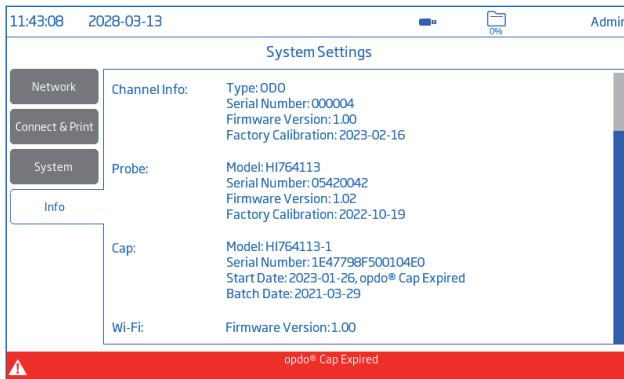 11:43:08 2028-03-13 0% Admin
System Settings
Network
Connect & Print
System
Info
Channel Info: Type: ODO
Serial Number: 000004
Firmware Version: 1.00
Factory Calibration: 2023-02-16
Probe: Model: HI764113
Serial Number: 05420042
Firmware Version: 1.02
Factory Calibration: 2022-10-19
Cap: Model: HI764113-1
Serial Number: 1E47798F500104E0
Start Date: 2023-01-26, opdo® Cap Expired
Batch Date: 2021-03-29
Wi-Fi: Firmware Version: 1.00
opdo® Cap Expired